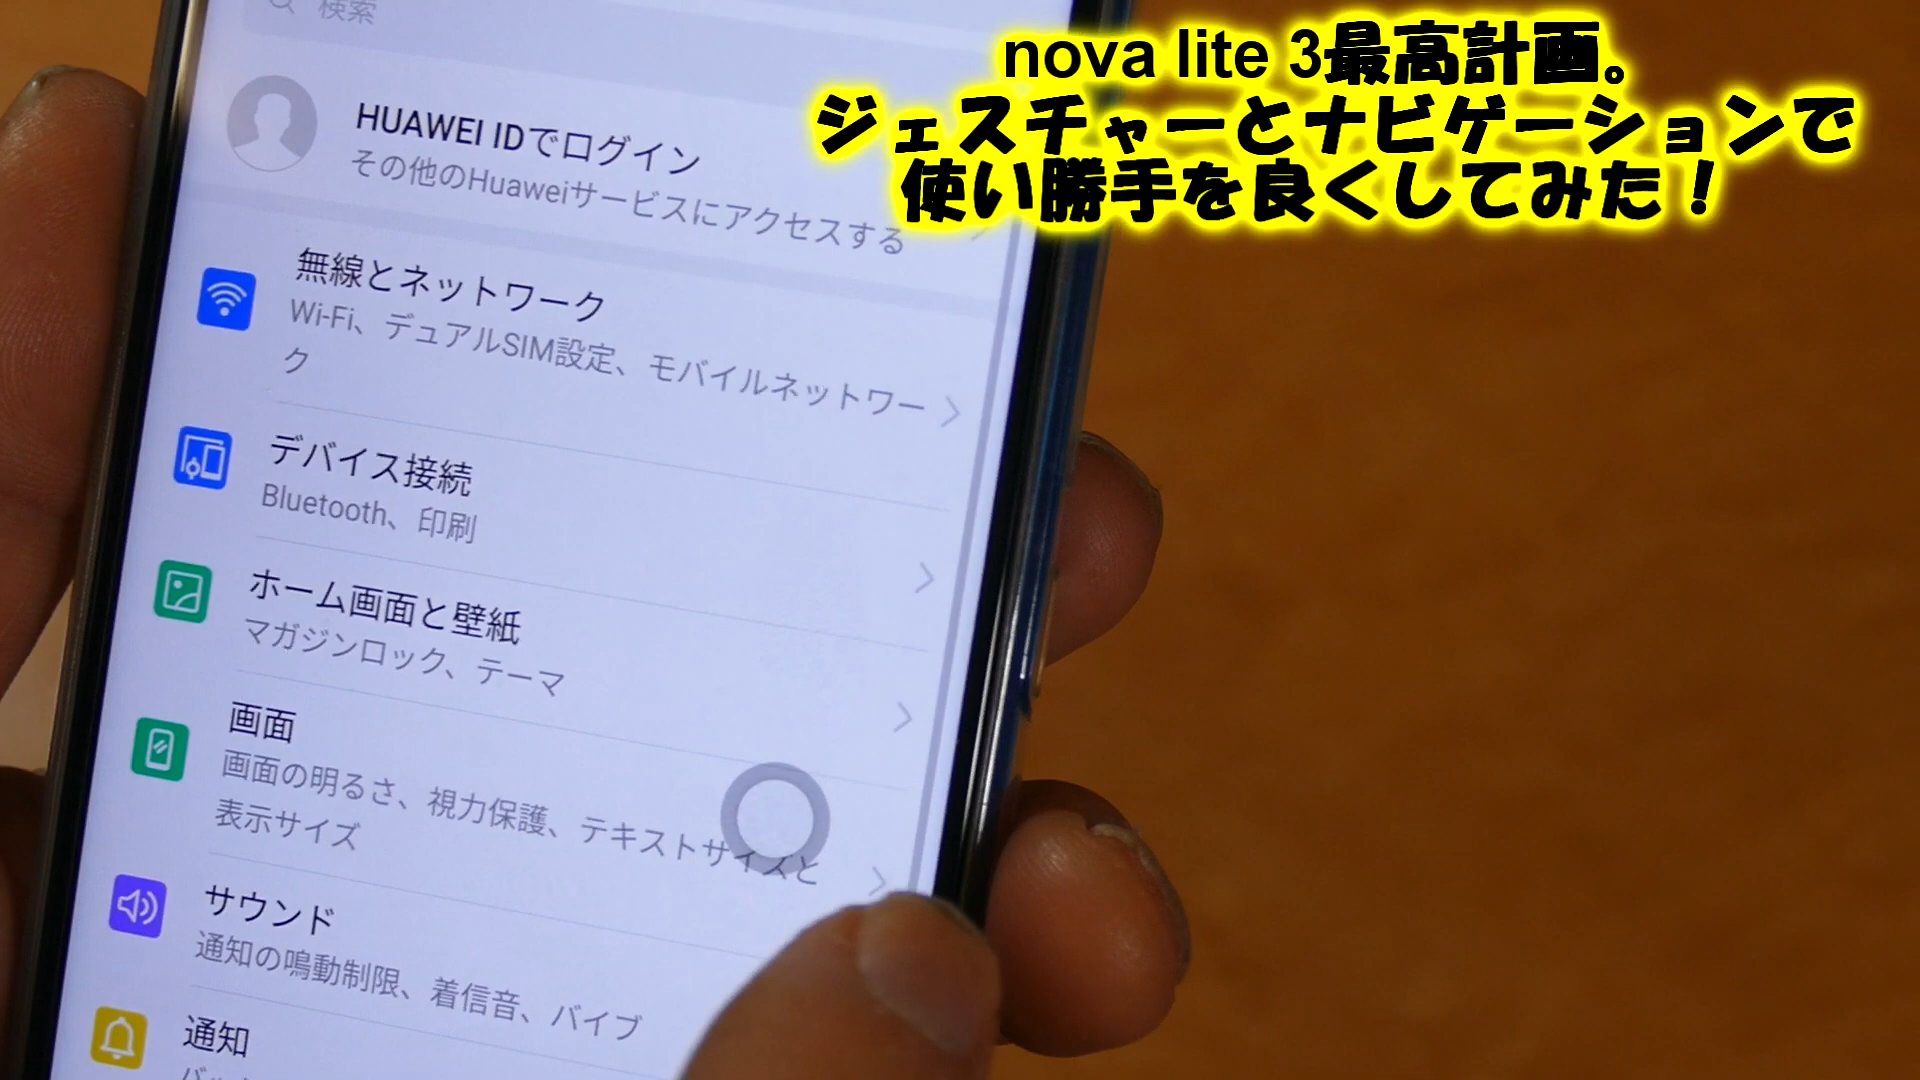 検索
nova lite 3最高計画。
ジェスチャーとナビゲーションで
使い勝手を良くしてみた！
HUAWEI IDでログイン
その他のHuaweiサービスにアクセスする
無線とネットワーク
Wi-Fi、デュアルSIM設定、モバイルネットワー
ク
デバイス接続
Bluetooth、印刷
ホーム画面と壁紙
マガジンロック、テーマ
画面
画面の明るさ、視力保護、テキストサイズと
表示サイズ
サウンド
通知の鳴動制限、着信音、バイブ
通知